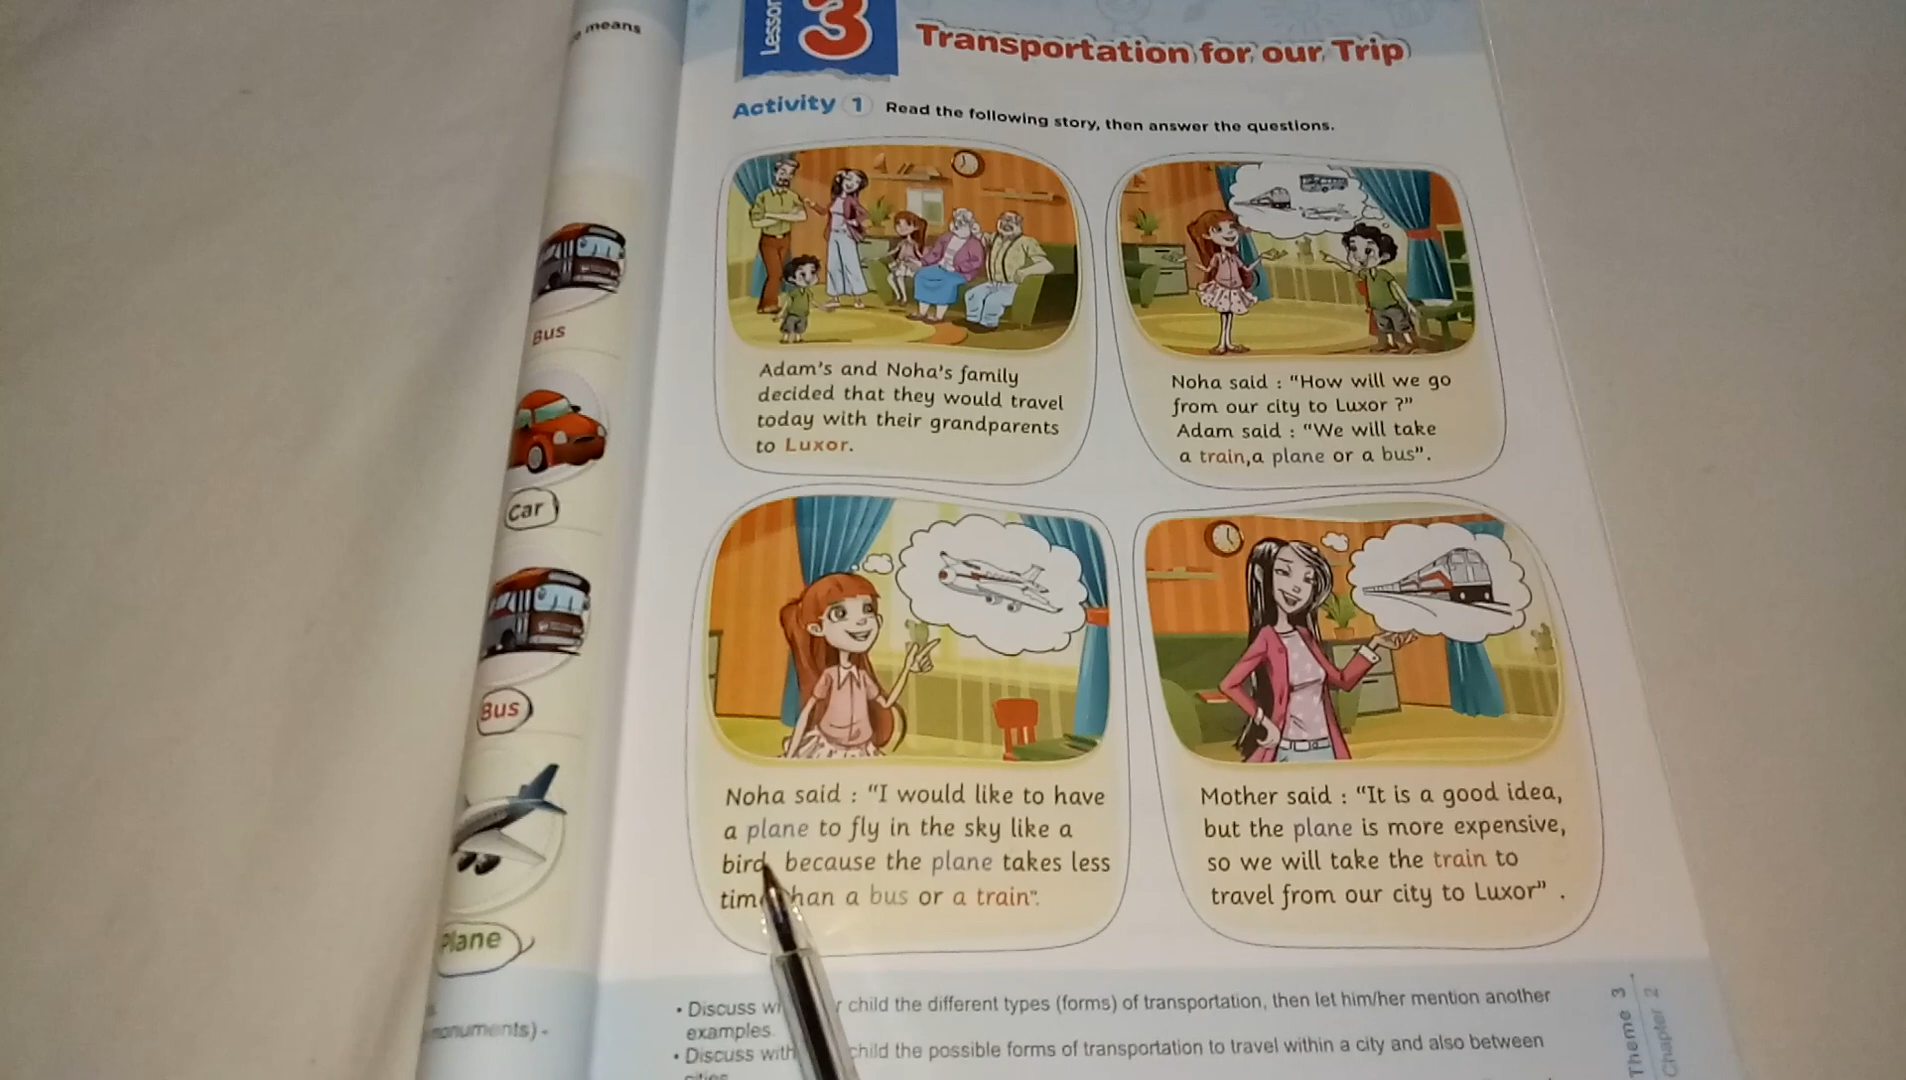 means
Bus
Car
Bus
Plane
monuments) -
Lesson
3
Transportation for our Trip
Activity 1 Read the following story, then answer the questions.
Adam's and Noha's family
decided that they would travel
today with their grandparents
to Luxor.
Noha said : "How will we go
from our city to Luxor ?"
Adam said : "We will take
a train,a plane or a bus".
Noha said : "I would like to have
a plane to fly in the sky like a
bird, because the plane takes less
than a bus or a train".
Mother said : "It is a good idea,
but the plane is more expensive,
so we will take the train to
travel from our city to Luxor" .
• Discuss child the different types (forms) of transportation, then let him/her mention another
examples.
• Discuss with child the possible forms of transportation to travel within a city and also between
Theme 3
Chapter 2